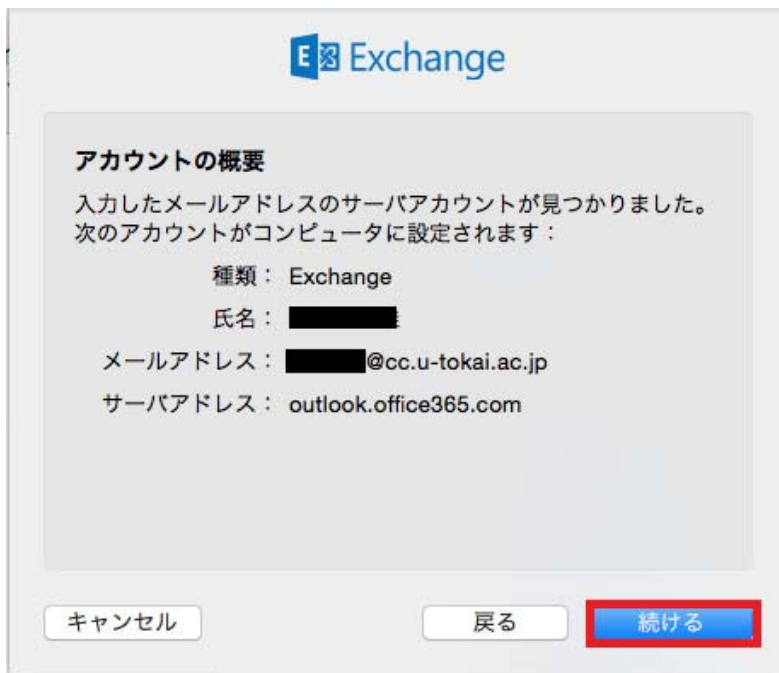 Exchange
アカウントの概要
入力したメールアドレスのサーバアカウントが見つかりました。
次のアカウントがコンピュータに設定されます：
種類： Exchange
氏名：
メールアドレス： @cc.u-tokai.ac.jp
サーバアドレス： outlook.office365.com
キャンセル 戻る 続ける